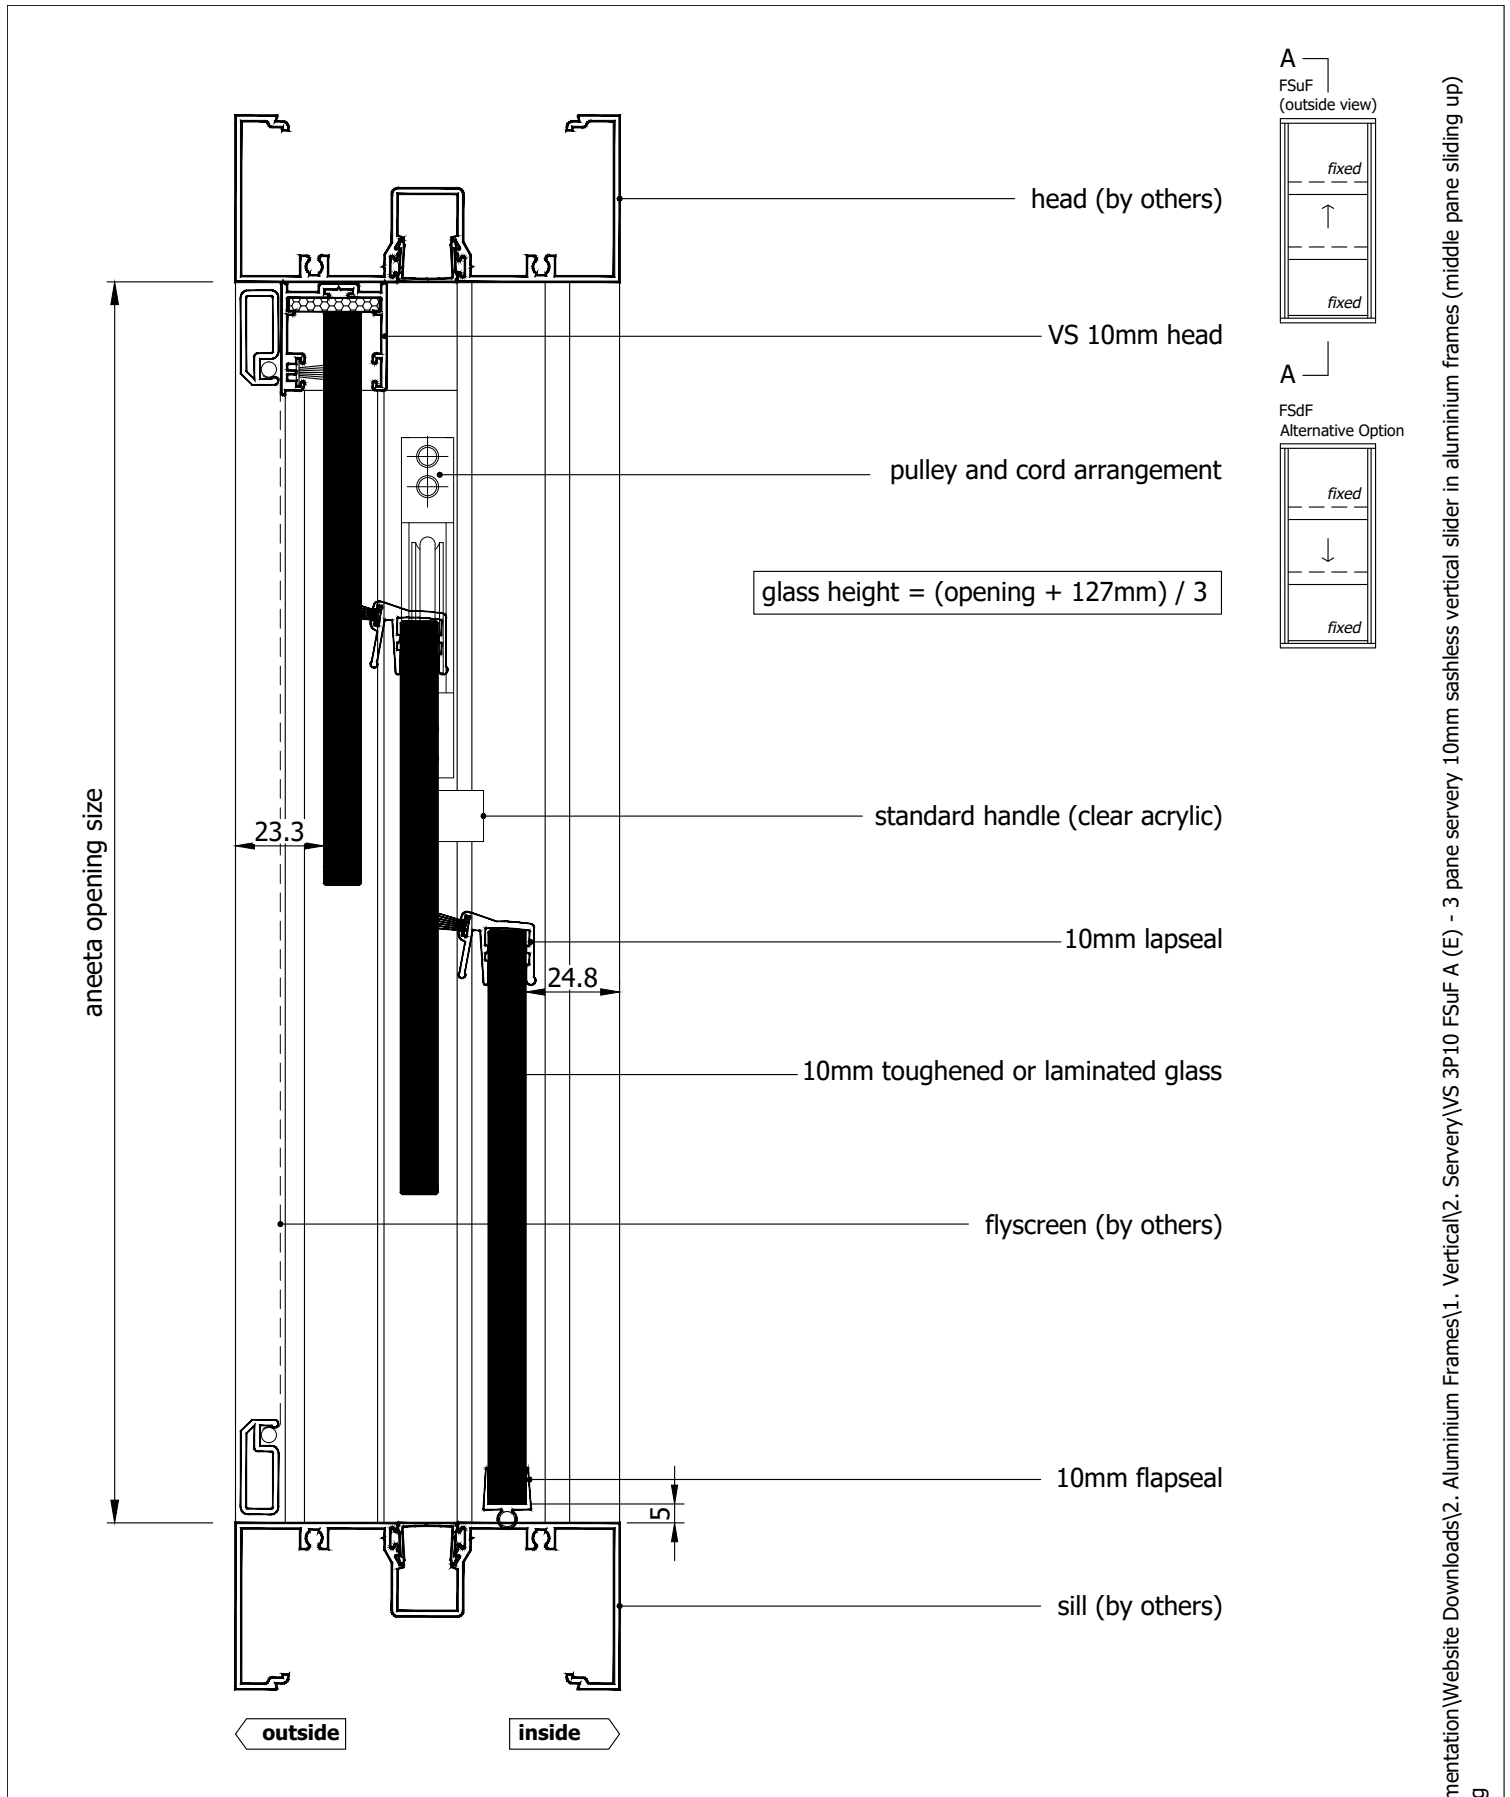 A
FSuF
(outside view)
fixed
fixed
A
FSdF
Alternative Option
fixed
fixed
head (by others)
VS 10mm head
pulley and cord arrangement
glass height = (opening + 127mm) / 3
standard handle (clear acrylic)
23.3
aneeta opening size
10mm lapseal
24.8
10mm toughened or laminated glass
flyscreen (by others)
10mm flapseal
5
sill (by others)
outside
inside
mentation\Website Downloads\2. Aluminium Frames\1. Vertical\2. Servery\VS 3P10 FSuF A (E) - 3 pane servery 10mm sashless vertical slider in aluminium frames (middle pane sliding up)
g